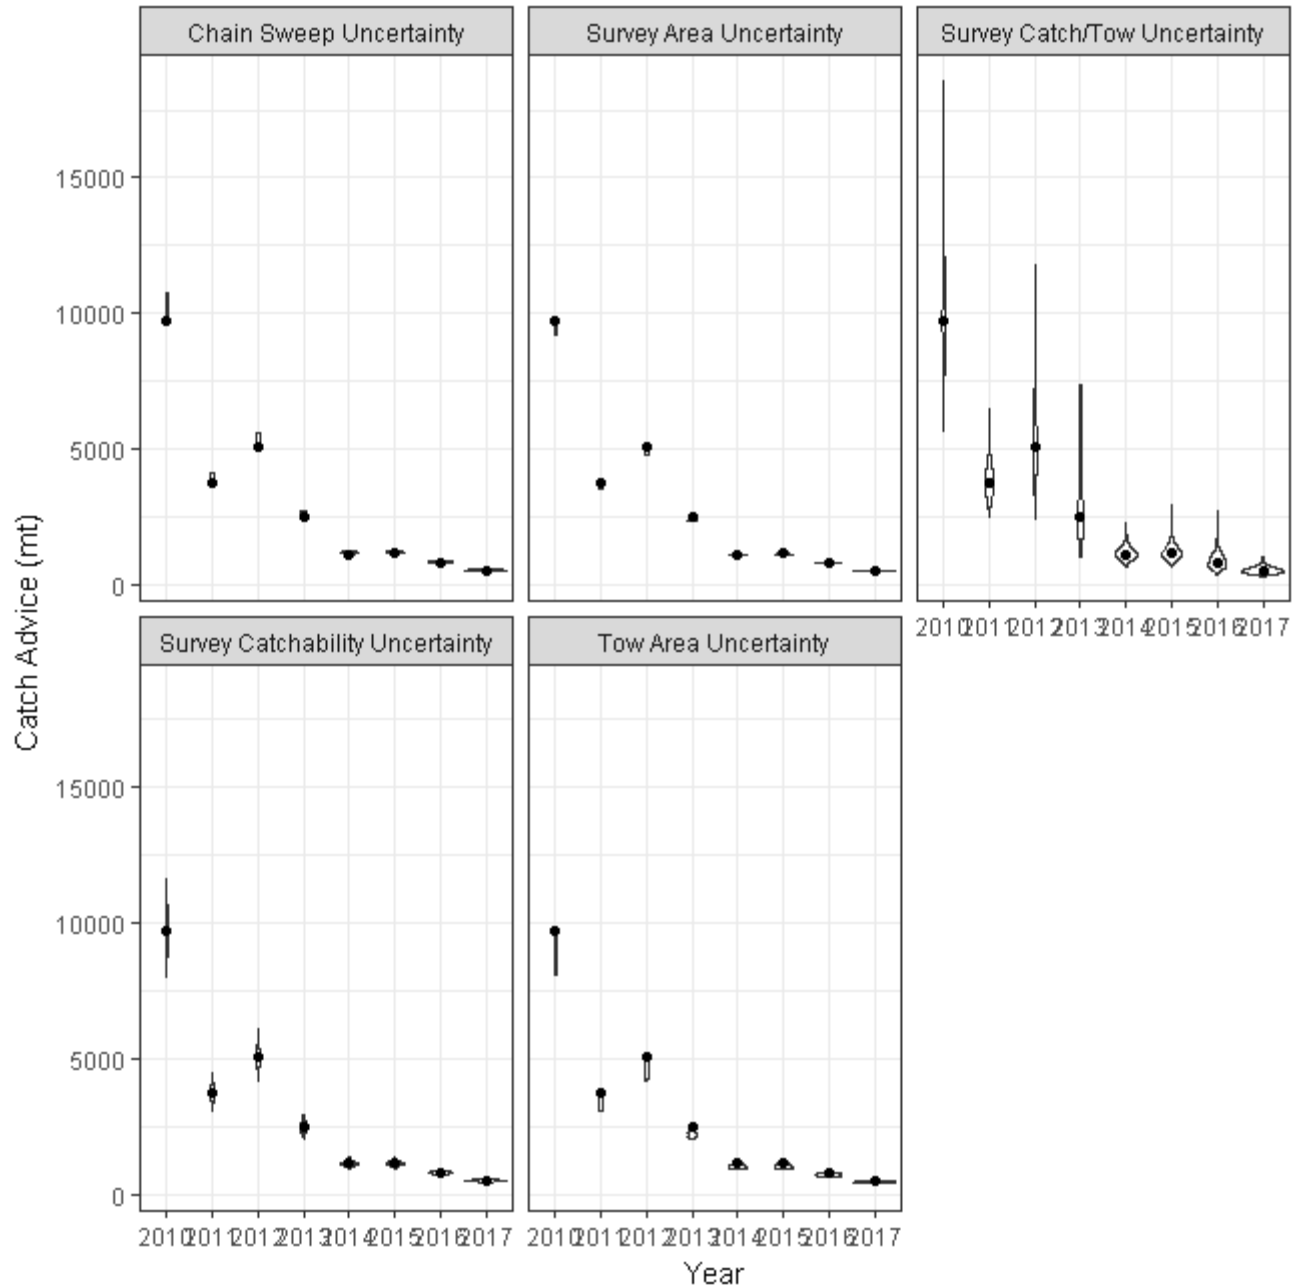 Chain Sweep Uncertainty
Survey Area Uncertainty
Survey Catch/Tow Uncertainty
15000
10000
5000
0
2010 2011 2012 2013 2014 2015 2016 2017
Survey Catchability Uncertainty
Tow Area Uncertainty
15000
10000
5000
0
2010 2011 2012 2013 2014 2015 2016 2017
2010 2011 2012 2013 2014 2015 2016 2017
Catch Advice (mt)
Year